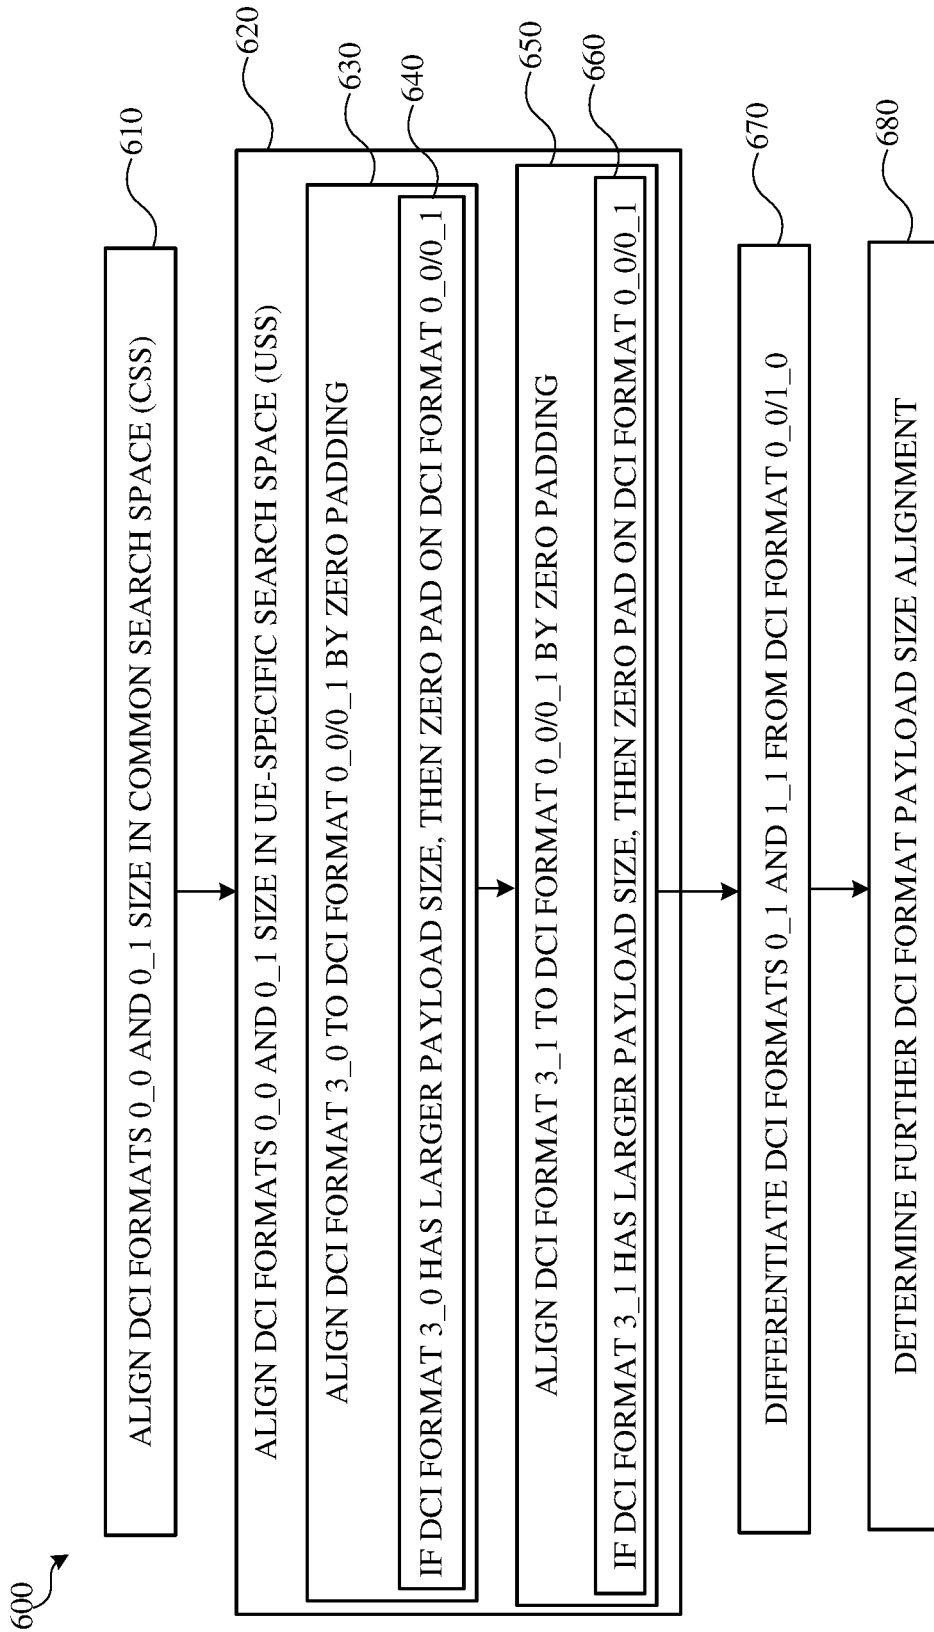 600
ALIGN DCI FORMATS 0_0 AND 0_1 SIZE IN COMMON SEARCH SPACE (CSS)
610
ALIGN DCI FORMATS 0_0 AND 0_1 SIZE IN UE-SPECIFIC SEARCH SPACE (USS)
620
ALIGN DCI FORMAT 3_0 TO DCI FORMAT 0_0/0_1 BY ZERO PADDING
630
IF DCI FORMAT 3_0 HAS LARGER PAYLOAD SIZE, THEN ZERO PAD ON DCI FORMAT 0_0/0_1
640
ALIGN DCI FORMAT 3_1 TO DCI FORMAT 0_0/0_1 BY ZERO PADDING
650
IF DCI FORMAT 3_1 HAS LARGER PAYLOAD SIZE, THEN ZERO PAD ON DCI FORMAT 0_0/0_1
660
DIFFERENTIATE DCI FORMATS 0_1 AND 1_1 FROM DCI FORMAT 0_0/1_0
670
DETERMINE FURTHER DCI FORMAT PAYLOAD SIZE ALIGNMENT
680